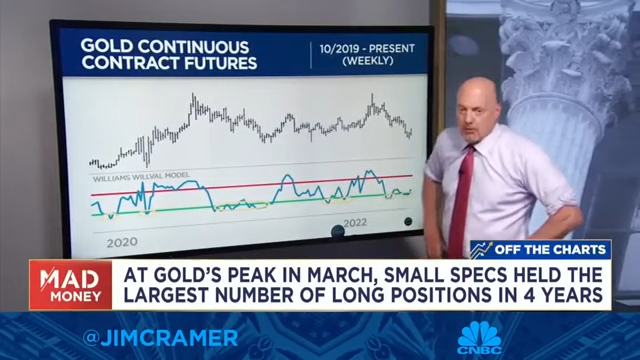 GOLD CONTINUOUS
CONTRACT FUTURES
10/2019 - PRESENT
(WEEKLY)
WILLIAMS WILLVAL MODEL
2020
2022
OFF THE CHARTS
MAD
MONEY
AT GOLD'S PEAK IN MARCH, SMALL SPECS HELD THE
LARGEST NUMBER OF LONG POSITIONS IN 4 YEARS
@JIMCRAMER
CNBC